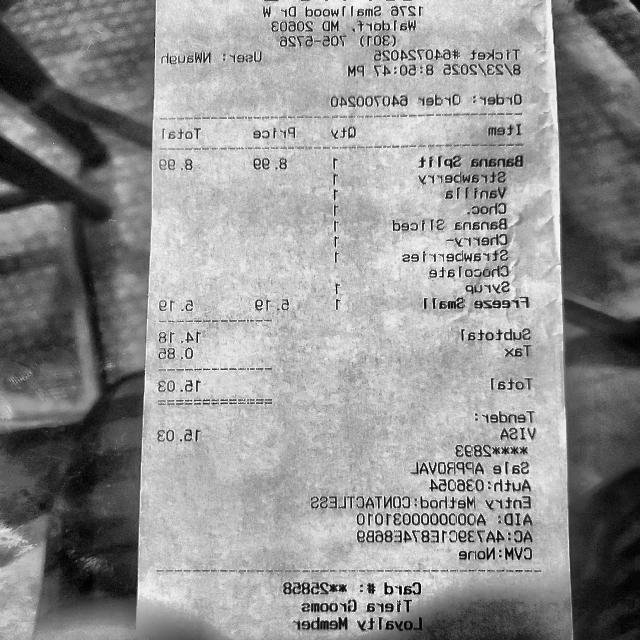 1276 Smallwood Dr W
Waldorf, MD 20603
(301) 705-5726
Ticket #640724025 User: NWaugh
8/23/2025 8:50:47 PM
Order: Order 640700240
Item Qty Price Total
Banana Split 1 8.99 8.99
Strawberry 1
Vanilla 1
Choc. 1
Banana Sliced 1
Cherry- 1
Strawberries 1
Chocolate
Syrup 1
Freeze Small 1 5.19 5.19
Subtotal 14.18
Tax 0.85
Total 15.03
Tender:
VISA 15.03
****2893
Sale APPROVAL
Auth:036054
Entry Method:CONTACTLESS
AID: A0000000031010
AC:4A739C1E874E86B9
CVM:None
Card #: **25858
Tiera Grooms
Loyalty Member